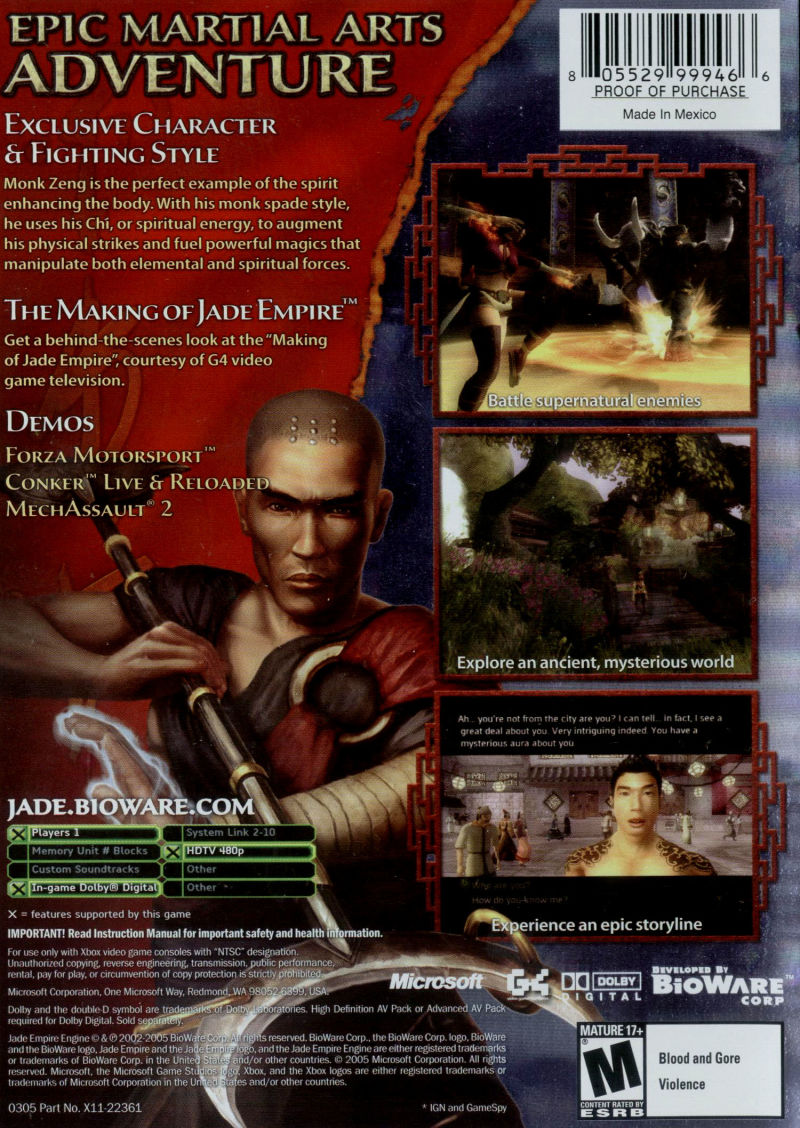 EPIC MARTIAL ARTS
ADVENTURE
EXCLUSIVE CHARACTER
& FIGHTING STYLE
Monk Zeng is the perfect example of the spirit
enhancing the body. With his monk spade style,
he uses his Chi, or spiritual energy, to augment
his physical strikes and fuel powerful magics that
manipulate both elemental and spiritual forces.
THE MAKING OF JADE EMPIRE™
Get a behind-the-scenes look at the "Making
of Jade Empire", courtesy of G4 video
game television.
DEMOS
FORZA MOTORSPORT™
CONKER™ LIVE & RELOADED
MECHASSAULT® 2
8 05529 99946 6
PROOF OF PURCHASE
Made In Mexico
Battle supernatural enemies
Explore an ancient, mysterious world
Ah.. you're not from the city are you? I can tell... in fact, I see a
great deal about you. Very intriguing indeed. You have a
mysterious aura about you.
Why are you?
How do you know me?
Experience an epic storyline
JADE.BIOWARE.COM
X Players 1
System Link 2-10
Memory Unit # Blocks
X HDTV 480p
Custom Soundtracks
Other
X In-game Dolby® Digital
Other
X = features supported by this game
IMPORTANT! Read Instruction Manual for important safety and health information.
For use only with Xbox video game consoles with "NTSC" designation.
Unauthorized copying, reverse engineering, transmission, public performance,
rental, pay for play, or circumvention of copy protection is strictly prohibited.
Microsoft Corporation, One Microsoft Way, Redmond, WA 98052-6399, USA.
Dolby and the double-D symbol are trademarks of Dolby Laboratories. High Definition AV Pack or Advanced AV Pack
required for Dolby Digital. Sold separately.
Jade Empire Engine © & ® 2002-2005 BioWare Corp. All rights reserved. BioWare Corp., the BioWare Corp. logo, BioWare
and the BioWare logo, Jade Empire and the Jade Empire logo, and the Jade Empire Engine are either registered trademarks
or trademarks of BioWare Corp. in the United States and/or other countries. © 2005 Microsoft Corporation. All rights
reserved. Microsoft, the Microsoft Game Studios logo, Xbox, and the Xbox logos are either registered trademarks or
trademarks of Microsoft Corporation in the United States and/or other countries.
0305 Part No. X11-22361
* IGN and GameSpy
Microsoft
G4
DOLBY
DIGITAL
DEVELOPED BY
BIOWARE™
CORP
MATURE 17+
M®
CONTENT RATED BY
ESRB
Blood and Gore
Violence